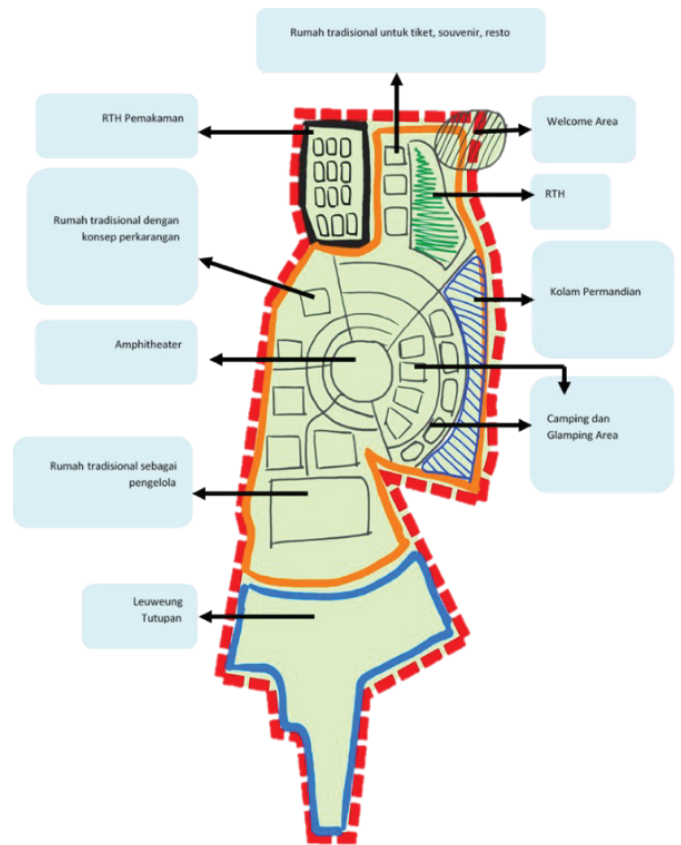 Rumah tradisional untuk tiket, souvenir, resto
RTH Pemakaman
Welcome Area
RTH
Rumah tradisional dengan
konsep perkarangan
Kolam Permandian
Amphitheater
Camping dan
Glamping Area
Rumah tradisional sebagai
pengelola
Leuweung
Tutupan